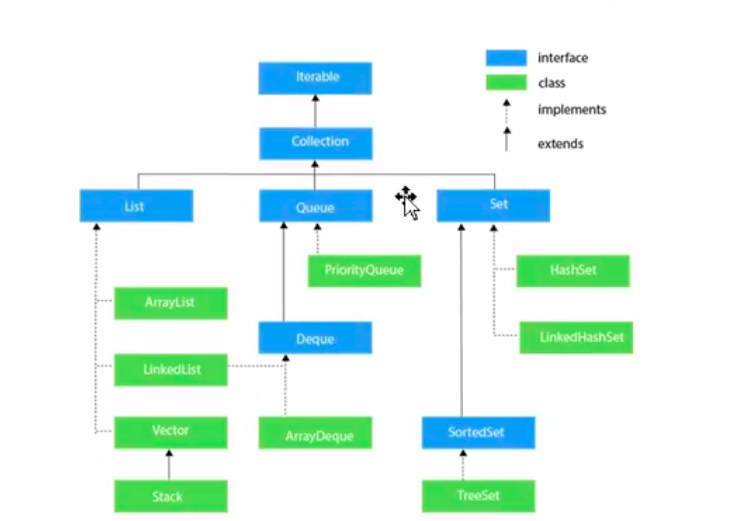 interface
Iterable
class
implements
Collection
extends
List
Queue
Set
PriorityQueue
HashSet
ArrayList
Deque
LinkedHashSet
LinkedList
Vector
ArrayDeque
SortedSet
Stack
TreeSet